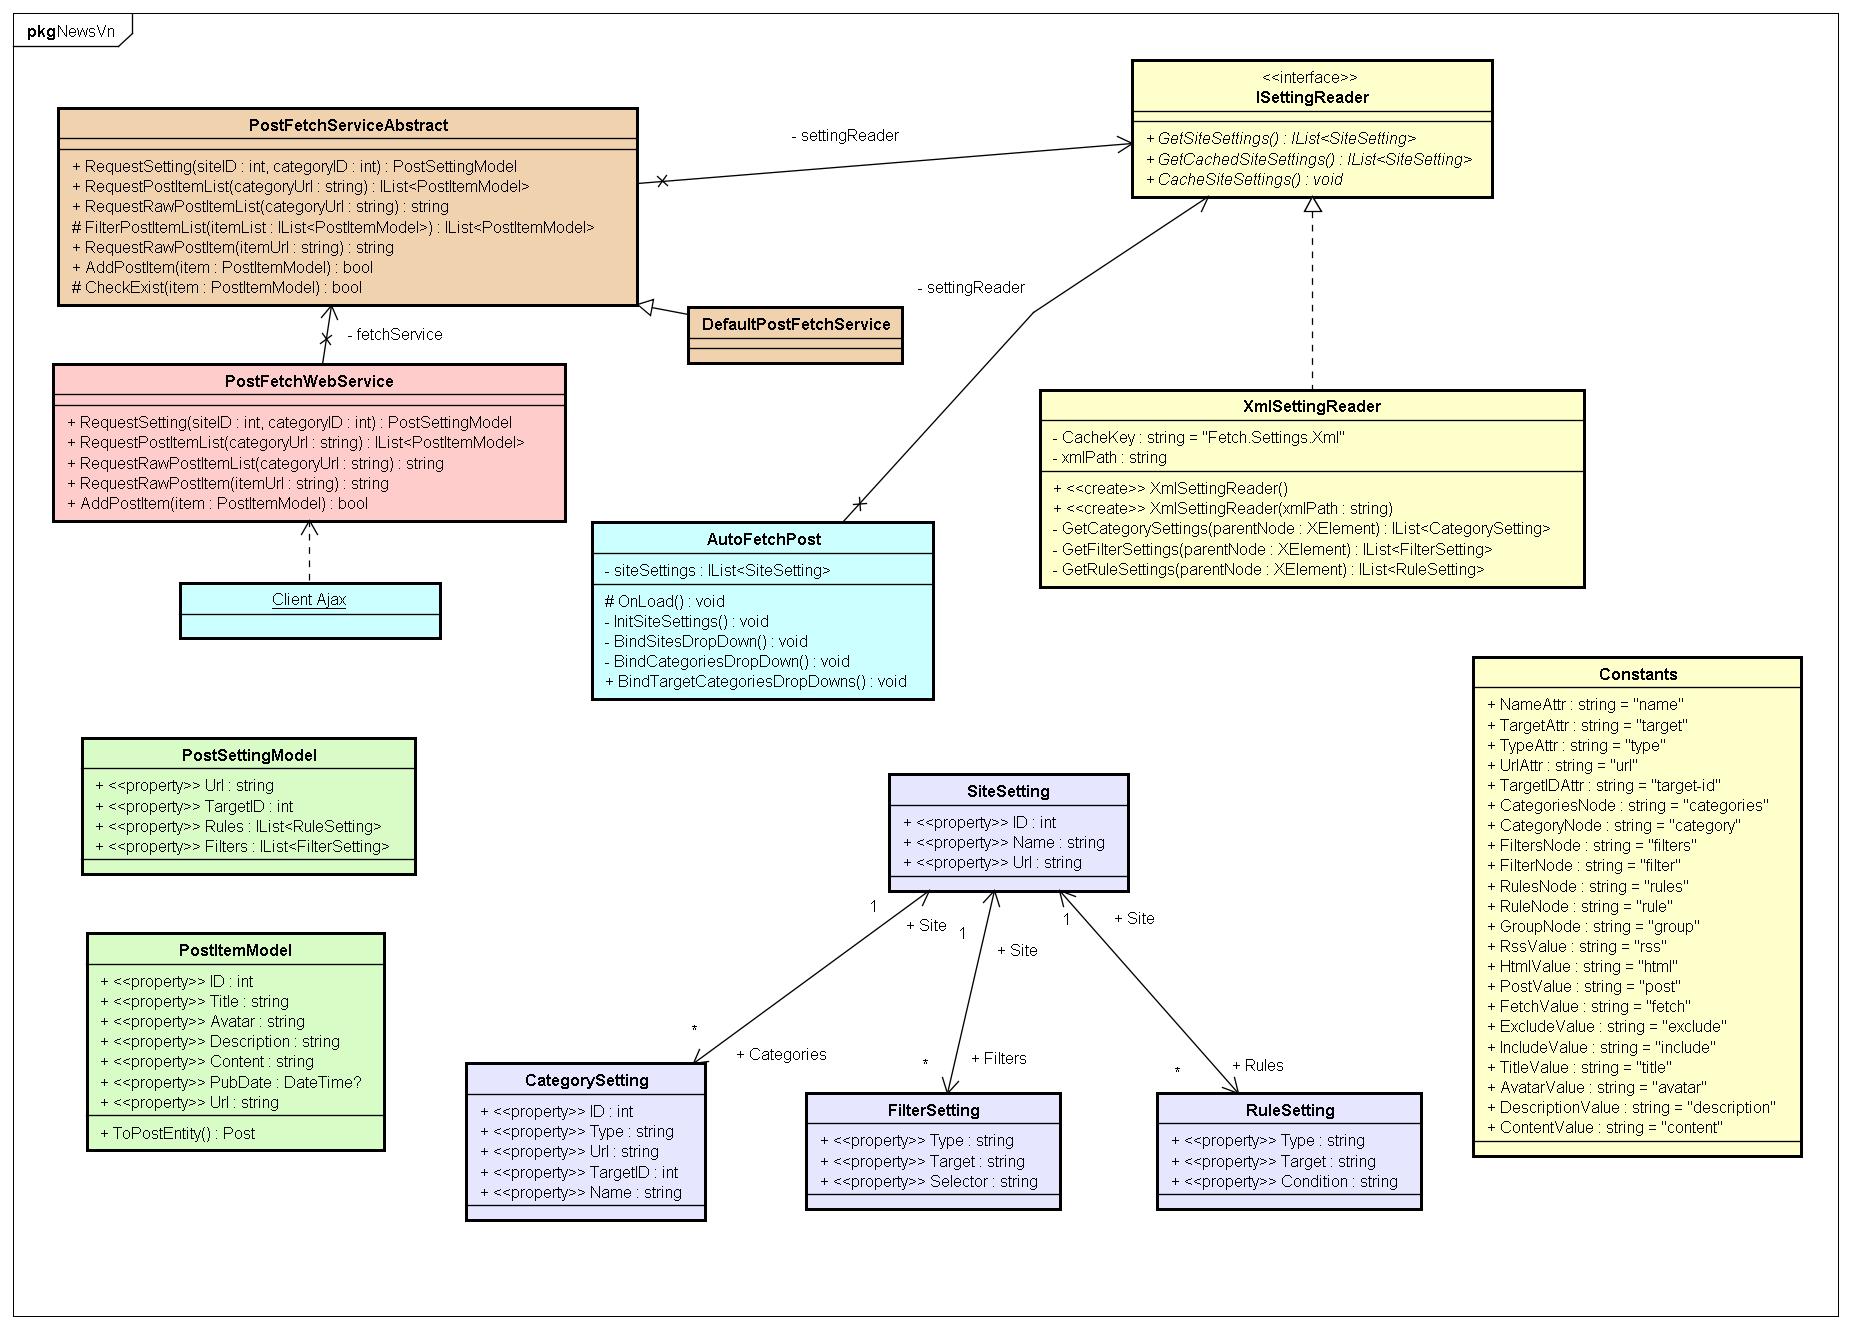 pkg NewsVn
PostFetchServiceAbstract
+ RequestSetting(siteID : int, categoryID : int) : PostSettingModel
+ RequestPostItemList(categoryUrl : string) : IList<PostItemModel>
+ RequestRawPostItemList(categoryUrl : string) : string
# FilterPostItemList(itemList : IList<PostItemModel>) : IList<PostItemModel>
+ RequestRawPostItem(itemUrl : string) : string
+ AddPostItem(item : PostItemModel) : bool
# CheckExist(item : PostItemModel) : bool
- settingReader
<<interface>>
ISettingReader
+ GetSiteSettings() : IList<SiteSetting>
+ GetCachedSiteSettings() : IList<SiteSetting>
+ CacheSiteSettings() : void
- settingReader
DefaultPostFetchService
- fetchService
PostFetchWebService
+ RequestSetting(siteID : int, categoryID : int) : PostSettingModel
+ RequestPostItemList(categoryUrl : string) : IList<PostItemModel>
+ RequestRawPostItemList(categoryUrl : string) : string
+ RequestRawPostItem(itemUrl : string) : string
+ AddPostItem(item : PostItemModel) : bool
Client Ajax
XmlSettingReader
- CacheKey : string = "Fetch.Settings.Xml"
- xmlPath : string
+ <<create>> XmlSettingReader()
+ <<create>> XmlSettingReader(xmlPath : string)
- GetCategorySettings(parentNode : XElement) : IList<CategorySetting>
- GetFilterSettings(parentNode : XElement) : IList<FilterSetting>
- GetRuleSettings(parentNode : XElement) : IList<RuleSetting>
AutoFetchPost
- siteSettings : IList<SiteSetting>
# OnLoad() : void
- InitSiteSettings() : void
- BindSitesDropDown() : void
- BindCategoriesDropDown() : void
+ BindTargetCategoriesDropDowns() : void
Constants
+ NameAttr : string = "name"
+ TargetAttr : string = "target"
+ TypeAttr : string = "type"
+ UrlAttr : string = "url"
+ TargetIDAttr : string = "target-id"
+ CategoriesNode : string = "categories"
+ CategoryNode : string = "category"
+ FiltersNode : string = "filters"
+ FilterNode : string = "filter"
+ RulesNode : string = "rules"
+ RuleNode : string = "rule"
+ GroupNode : string = "group"
+ RssValue : string = "rss"
+ HtmlValue : string = "html"
+ PostValue : string = "post"
+ FetchValue : string = "fetch"
+ ExcludeValue : string = "exclude"
+ IncludeValue : string = "include"
+ TitleValue : string = "title"
+ AvatarValue : string = "avatar"
+ DescriptionValue : string = "description"
+ ContentValue : string = "content"
PostSettingModel
+ <<property>> Url : string
+ <<property>> TargetID : int
+ <<property>> Rules : IList<RuleSetting>
+ <<property>> Filters : IList<FilterSetting>
SiteSetting
+ <<property>> ID : int
+ <<property>> Name : string
+ <<property>> Url : string
1
+ Site
1
+ Site
1
+ Site
PostItemModel
+ <<property>> ID : int
+ <<property>> Title : string
+ <<property>> Avatar : string
+ <<property>> Description : string
+ <<property>> Content : string
+ <<property>> PubDate : DateTime?
+ <<property>> Url : string
+ ToPostEntity() : Post
*
+ Categories
*
+ Filters
*
+ Rules
CategorySetting
+ <<property>> ID : int
+ <<property>> Type : string
+ <<property>> Url : string
+ <<property>> TargetID : int
+ <<property>> Name : string
FilterSetting
+ <<property>> Type : string
+ <<property>> Target : string
+ <<property>> Selector : string
RuleSetting
+ <<property>> Type : string
+ <<property>> Target : string
+ <<property>> Condition : string